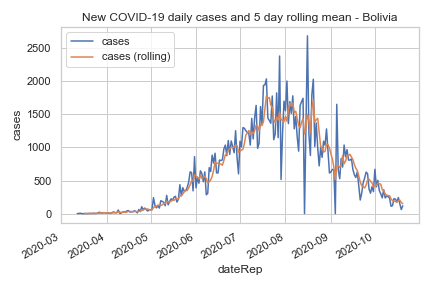 New COVID-19 daily cases and 5 day rolling mean - Bolivia
cases
cases (rolling)
2500
2000
1500
1000
500
0
cases
2020-03
2020-04
2020-05
2020-06
2020-07
2020-08
2020-09
2020-10
dateRep